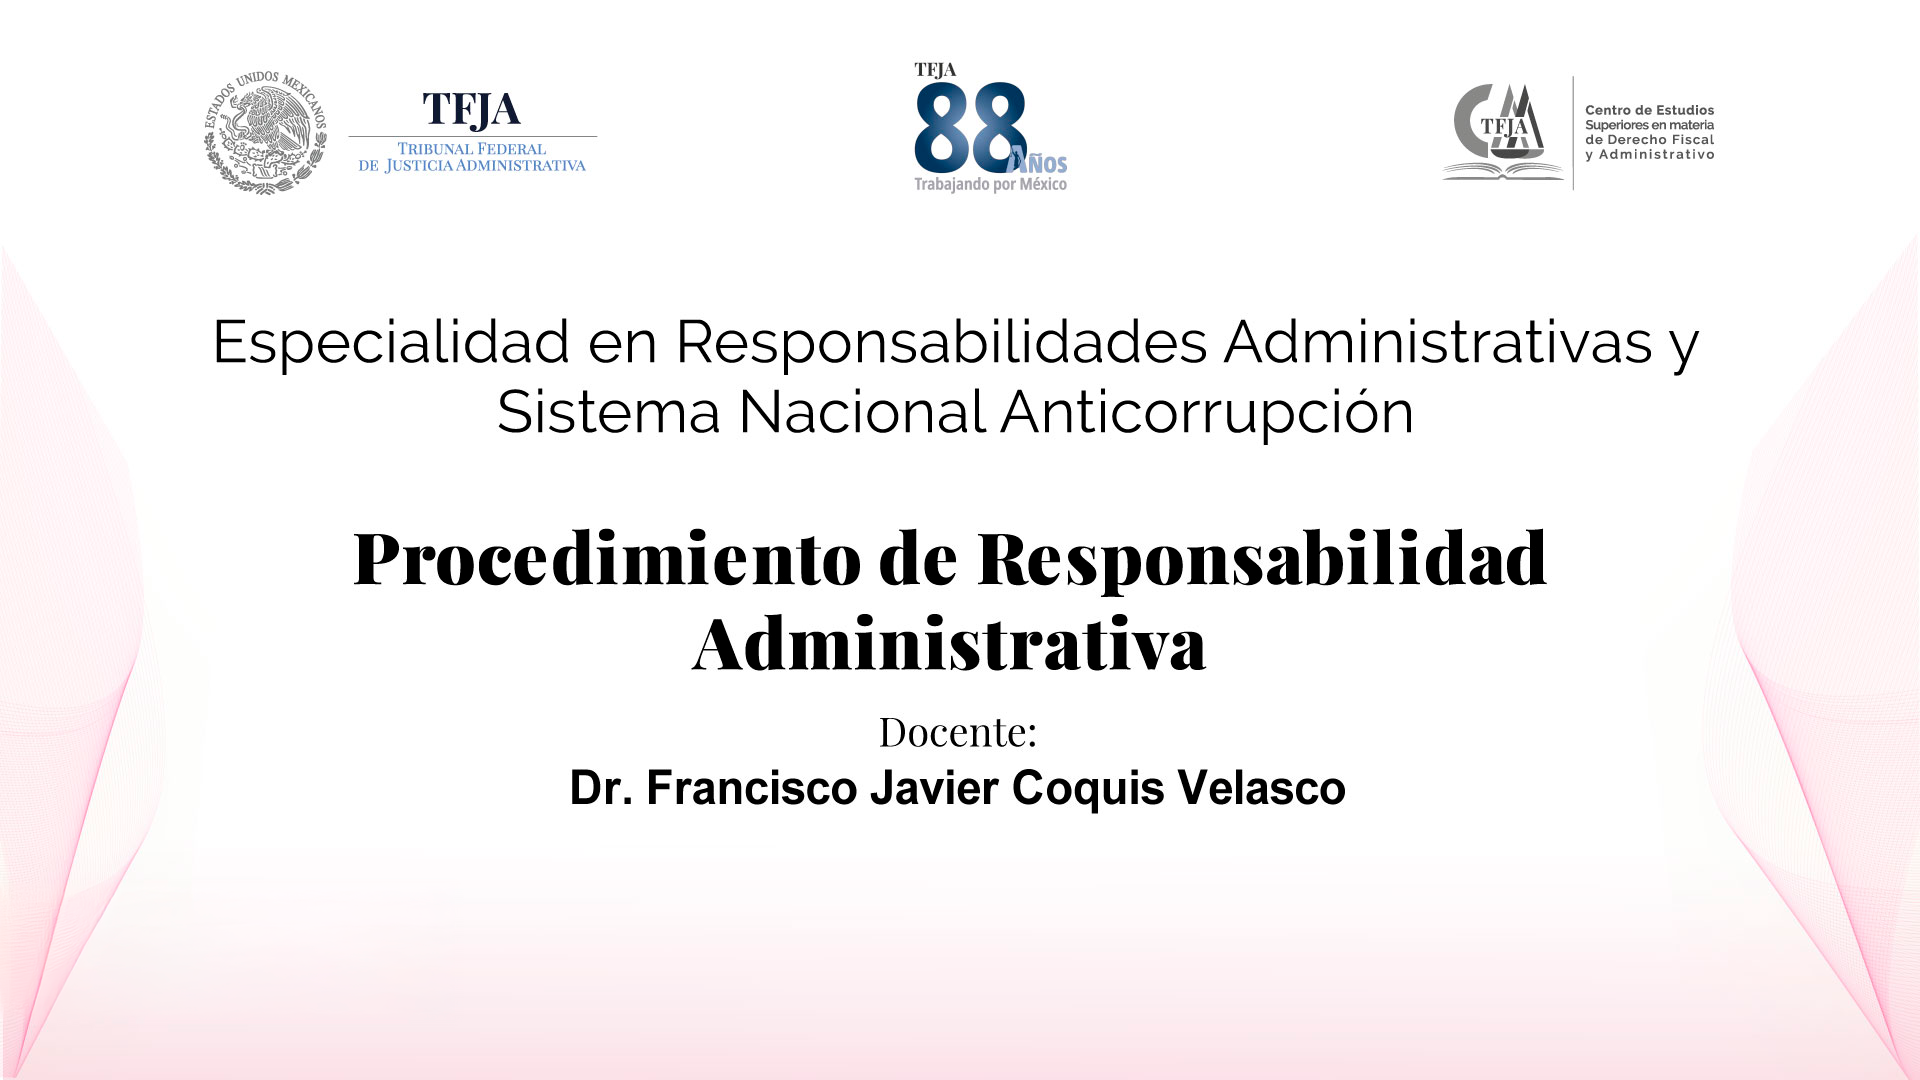 ESTADOS UNIDOS MEXICANOS
TFJA
TRIBUNAL FEDERAL
DE JUSTICIA ADMINISTRATIVA
TFJA
88
AÑOS
Trabajando por México
TFJA
Centro de Estudios
Superiores en materia
de Derecho Fiscal
y Administrativo
Especialidad en Responsabilidades Administrativas y
Sistema Nacional Anticorrupción
Procedimiento de Responsabilidad
Administrativa
Docente:
Dr. Francisco Javier Coquis Velasco